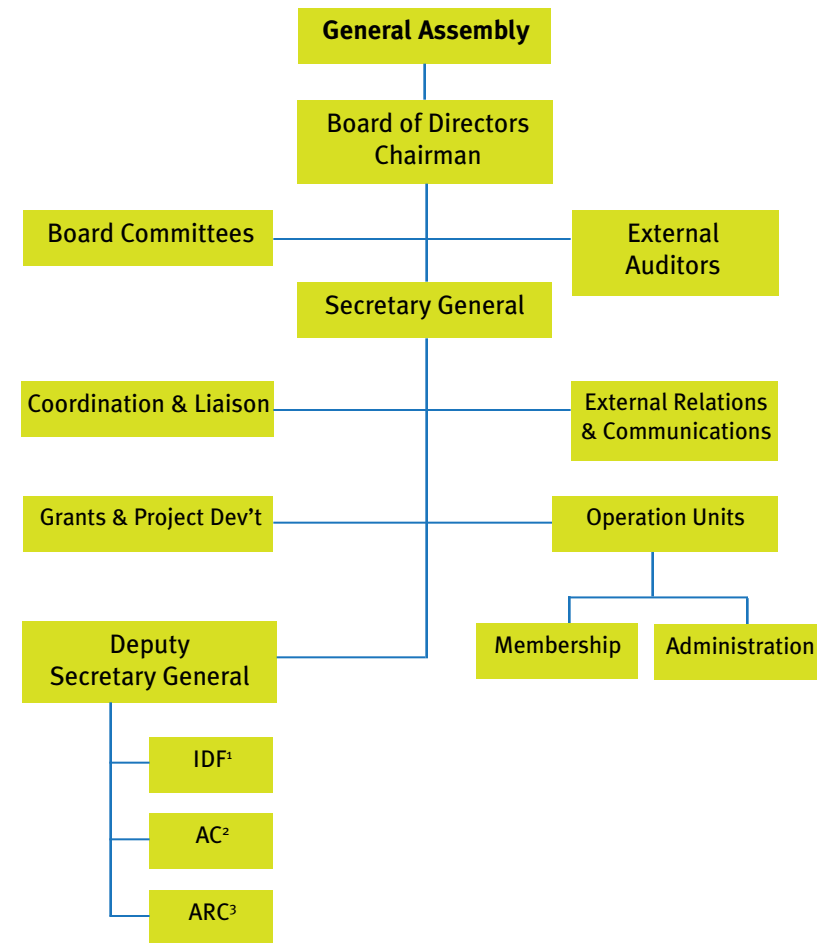 General Assembly
Board of Directors
Chairman
Board Committees
External
Auditors
Secretary General
Coordination & Liaison
External Relations
& Communications
Grants & Project Dev’t
Operation Units
Deputy
Secretary General
Membership
Administration
IDF¹
AC²
ARC³